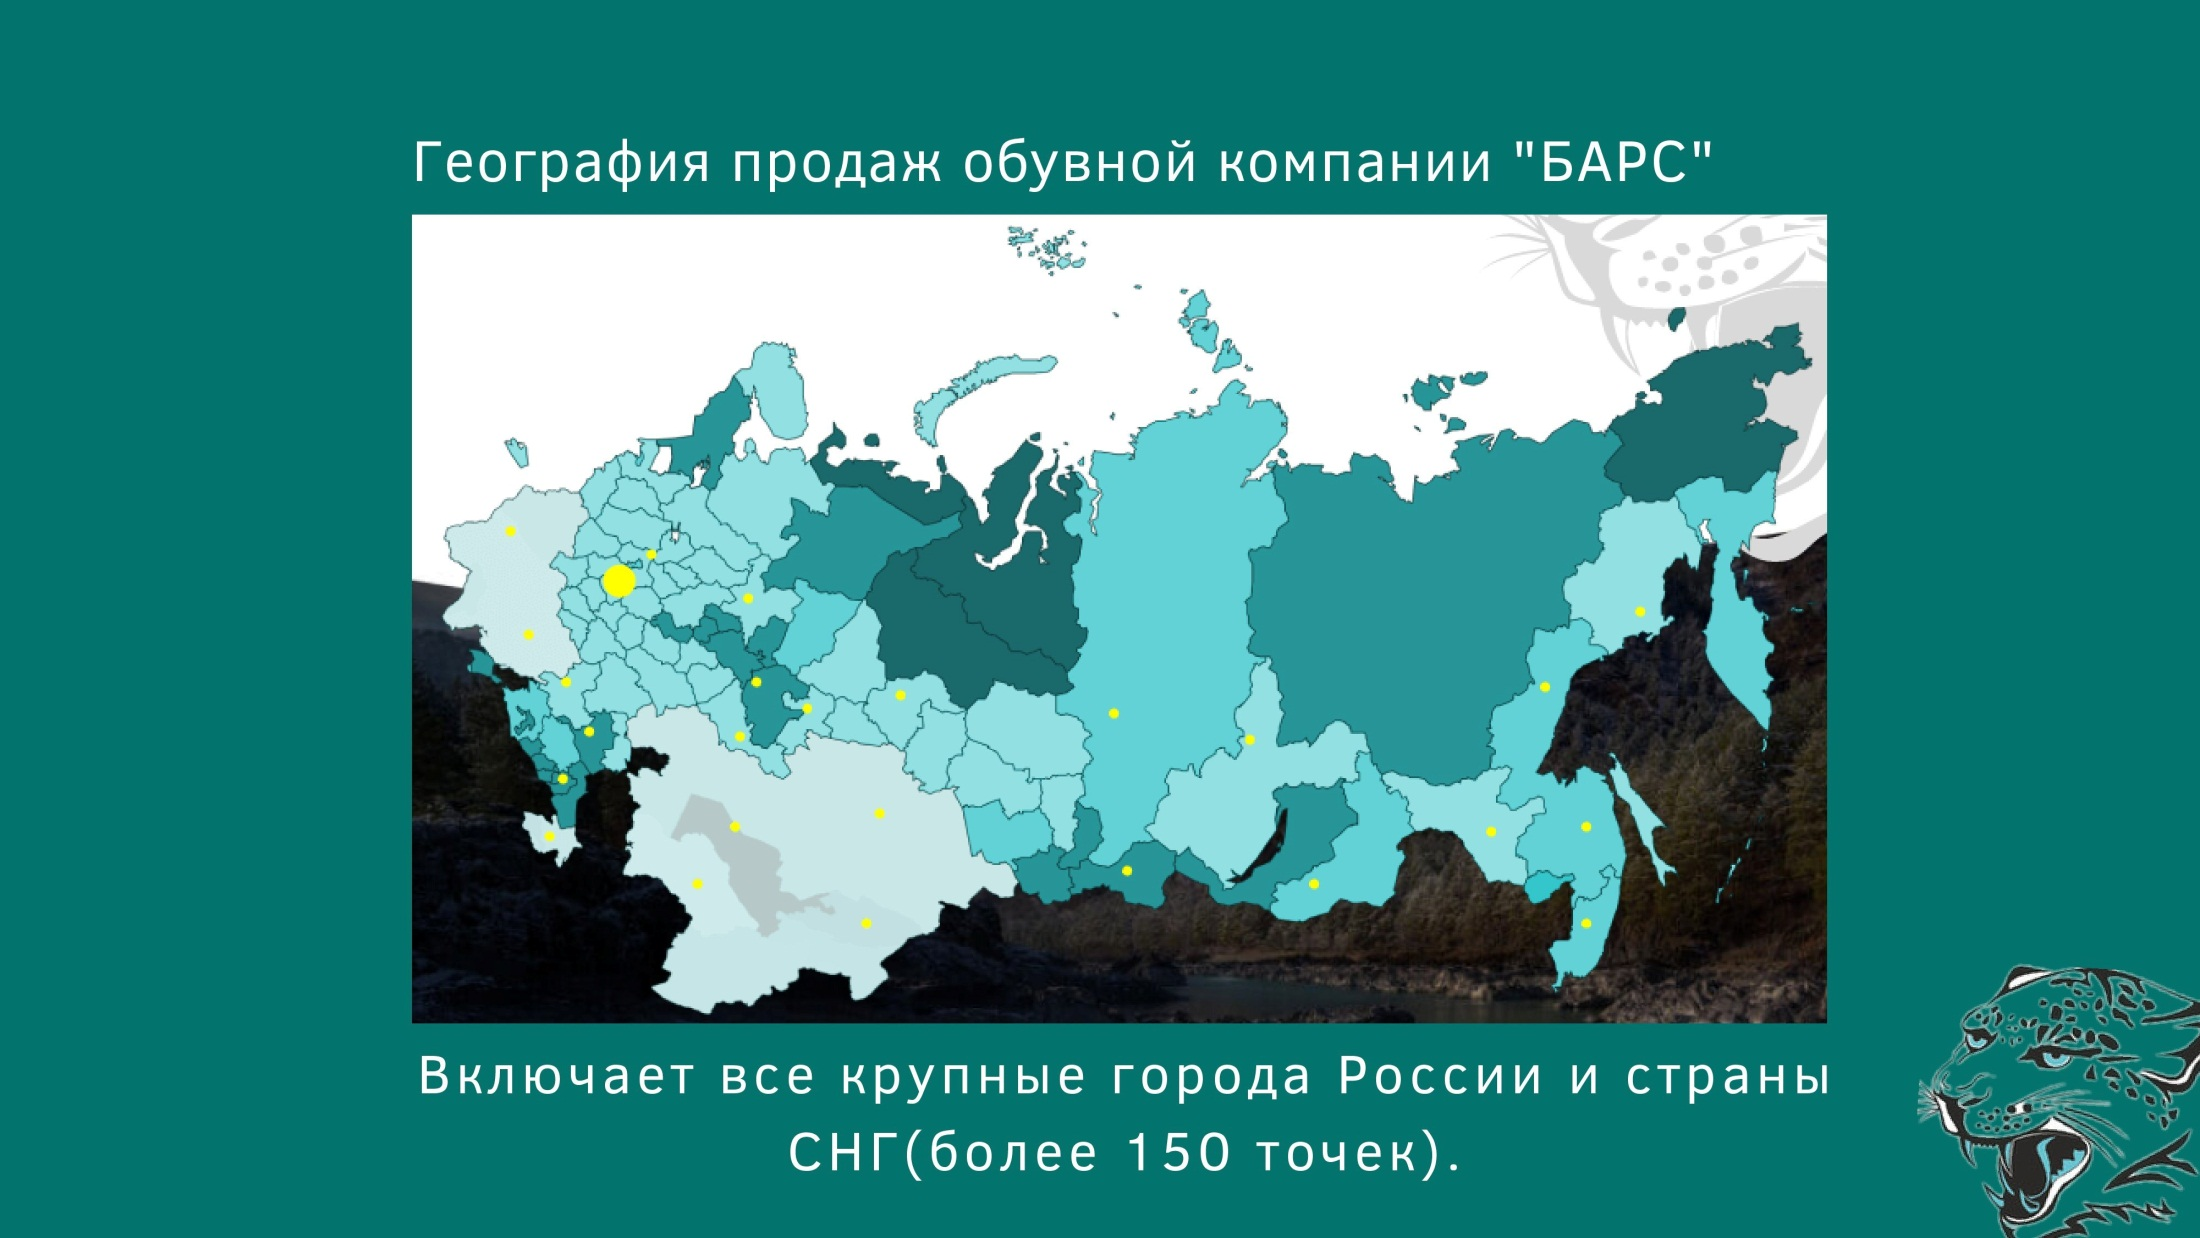 География продаж обувной компании "БАРС"
Включает все крупные города России и страны
СНГ(более 150 точек).